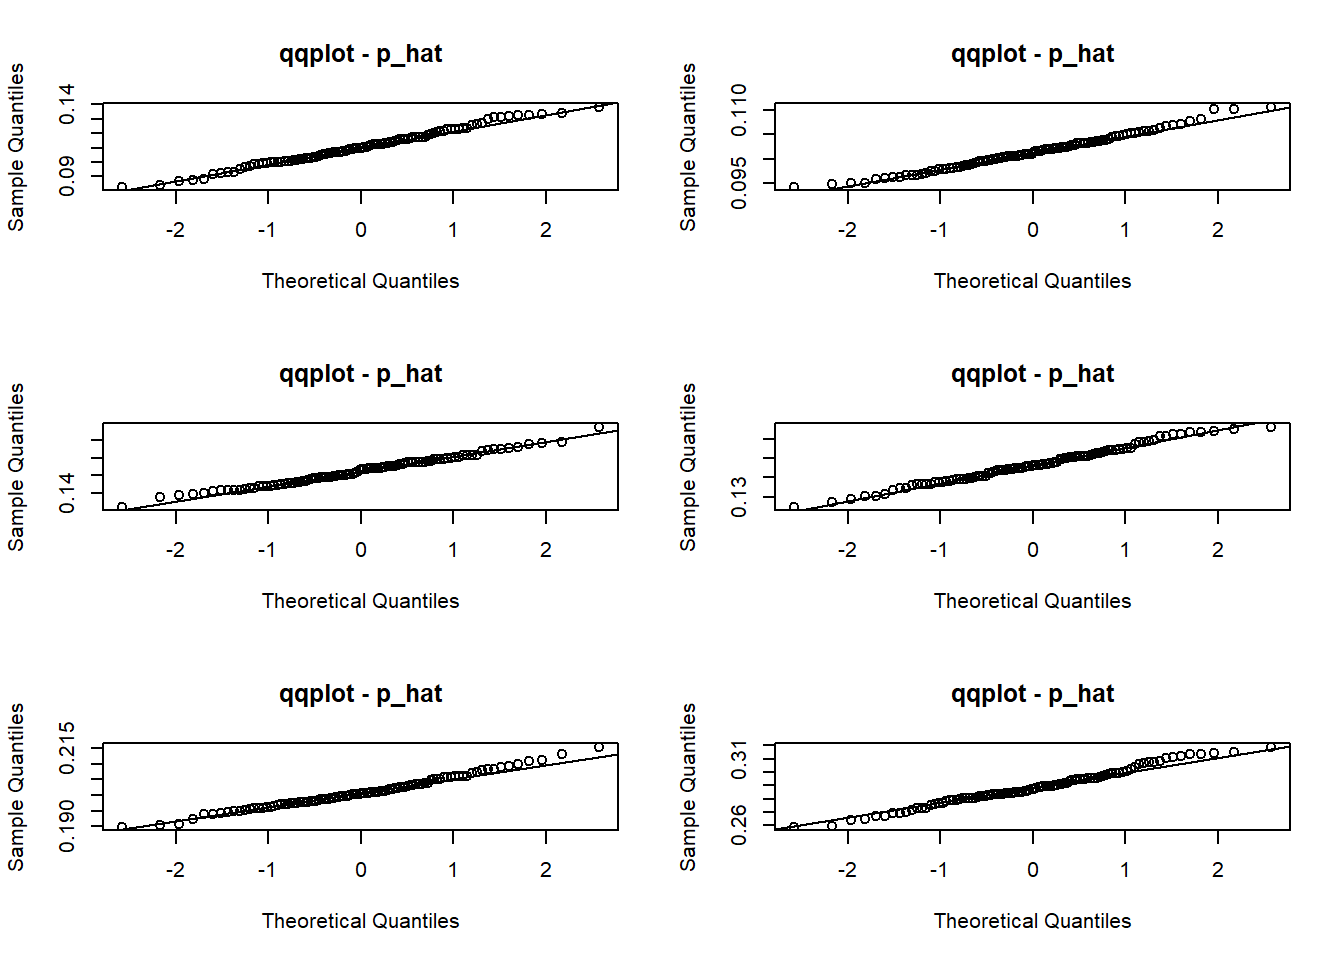 qqplot - p_hat
Sample Quantiles
0.14
0.09
-2 -1 0 1 2
Theoretical Quantiles
qqplot - p_hat
Sample Quantiles
0.110
0.095
-2 -1 0 1 2
Theoretical Quantiles
qqplot - p_hat
Sample Quantiles
0.14
-2 -1 0 1 2
Theoretical Quantiles
qqplot - p_hat
Sample Quantiles
0.13
-2 -1 0 1 2
Theoretical Quantiles
qqplot - p_hat
Sample Quantiles
0.215
0.190
-2 -1 0 1 2
Theoretical Quantiles
qqplot - p_hat
Sample Quantiles
0.31
0.26
-2 -1 0 1 2
Theoretical Quantiles